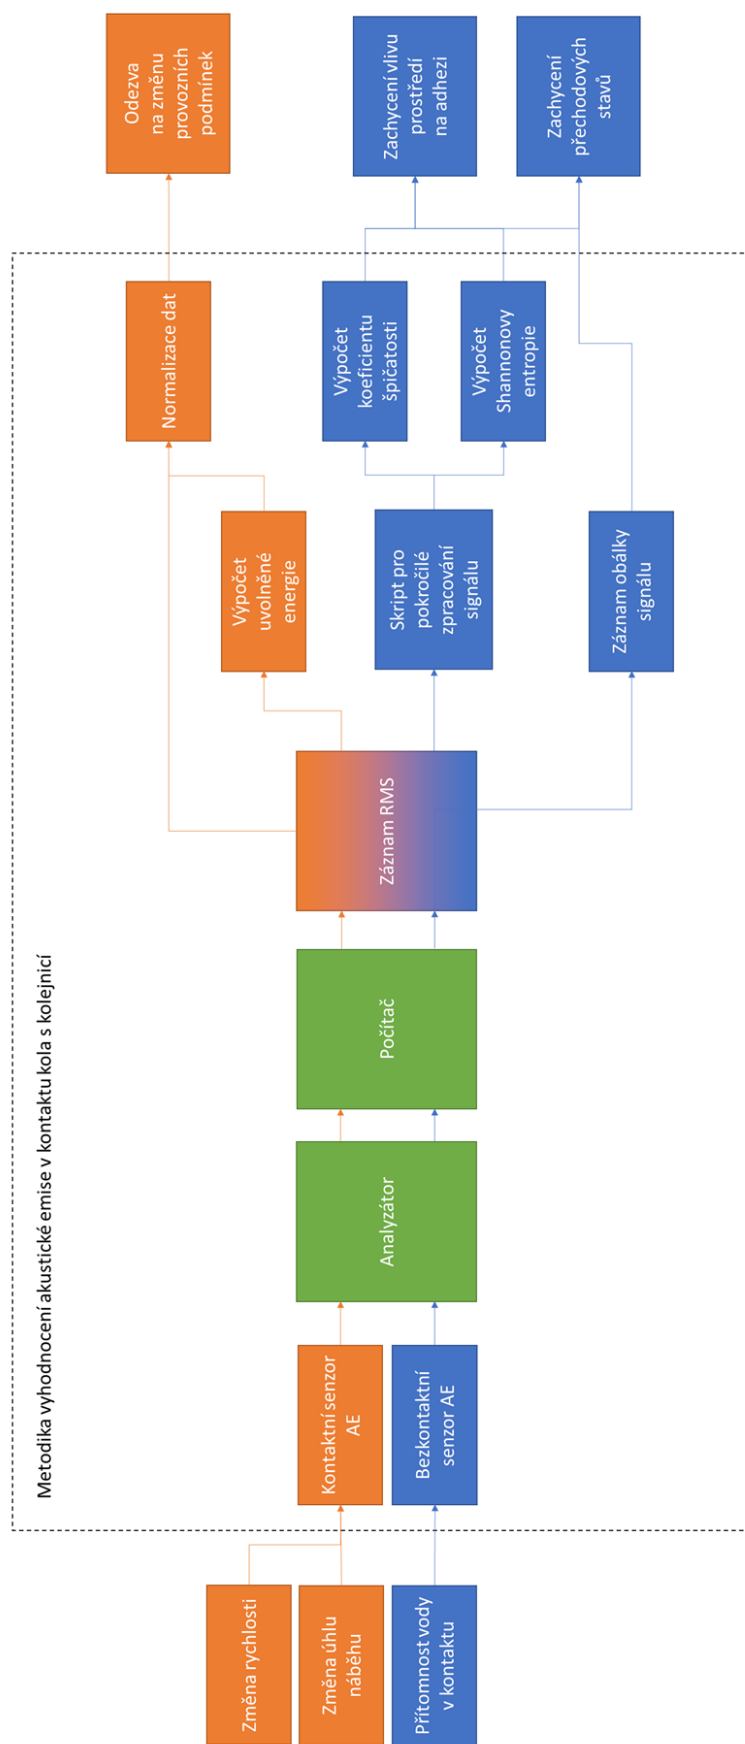 Metodika vyhodnocení akustické emise v kontaktu kola s kolejnicí
Změna rychlosti
Změna úhlu
náběhu
Přítomnost vody
v kontaktu
Kontaktní senzor
AE
Bezkontaktní
senzor AE
Analyzátor
Počítač
Záznam RMS
Výpočet
uvolněné
energie
Skript pro
pokročilé
zpracování
signálu
Záznam obálky
signálu
Normalizace dat
Výpočet
koeficientu
špičatosti
Výpočet
Shannonovy
entropie
Odezva
na změnu
provozních
podmínek
Zachycení vlivu
prostředí
na adhezi
Zachycení
přechodových
stavů